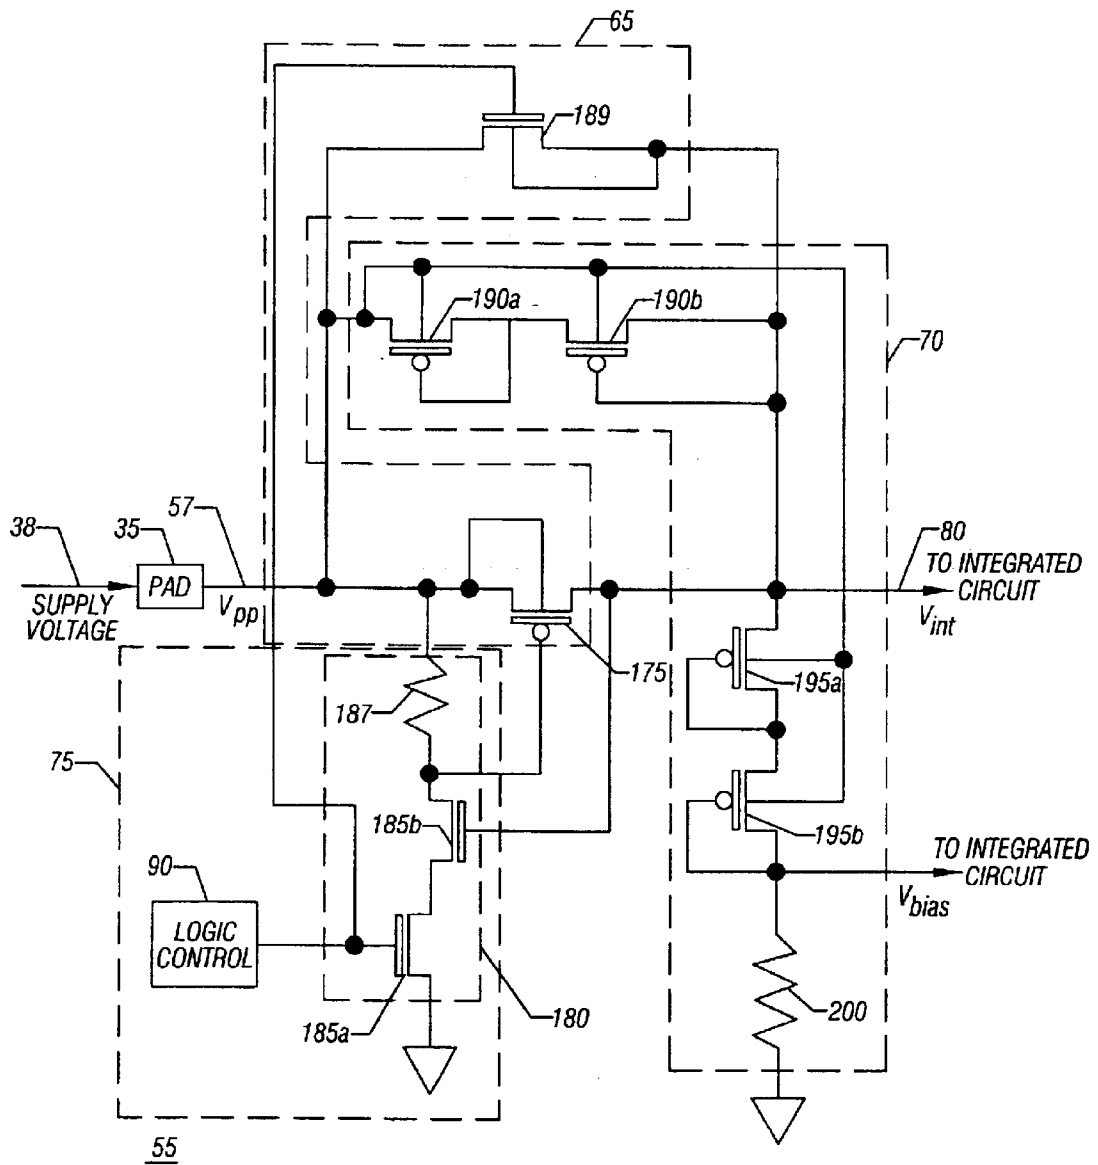 65
189
190a
190b
70
38
35
57
80
PAD
SUPPLY
VOLTAGE
Vpp
TO INTEGRATED
CIRCUIT
Vint
175
195a
187
75
185b
195b
90
TO INTEGRATED
CIRCUIT
Vbias
LOGIC
CONTROL
200
185a
180
55